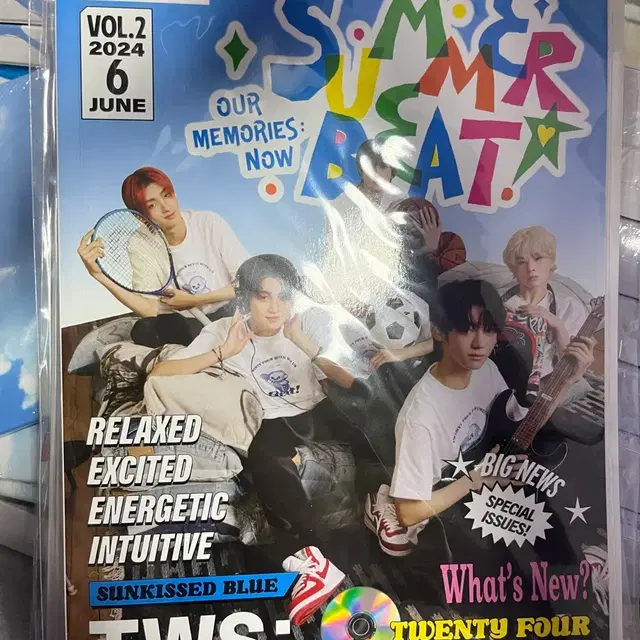 VOL.2
2024
6
JUNE
SUMMER
BEAT!
OUR
MEMORIES:
NOW
RELAXED
EXCITED
ENERGETIC
INTUITIVE
BIG NEWS
SPECIAL
ISSUES!
SUNKISSED BLUE
What's New?
TWS:
TWENTY FOUR